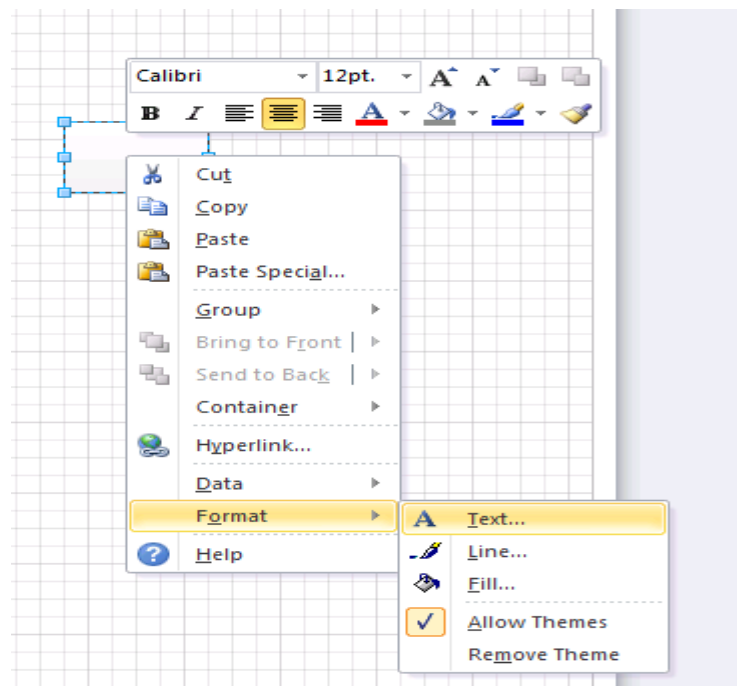 Calibri 12pt. A A
B I A
Cut
Copy
Paste
Paste Special...
Group
Bring to Front
Send to Back
Container
Hyperlink...
Data
Format
A Text...
Help
Line...
Fill...
Allow Themes
Remove Theme